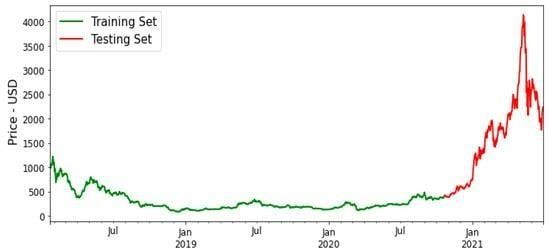 Training Set
Testing Set
Price - USD
4000
3500
3000
2500
2000
1500
1000
500
0
Jul
Jan
2019
Jul
Jan
2020
Jul
Jan
2021